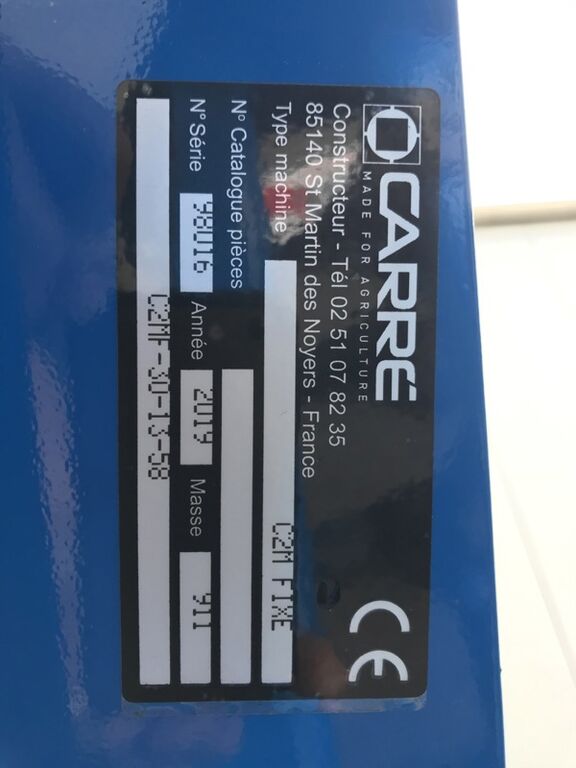 CARRÉ
MADE FOR AGRICULTURE
CE
Constructeur - Tél 02 51 07 82 35
85140 St Martin des Noyers - France
Type machine C2M FIXE
N° Catalogue pièces
N° Série 98016 Année 2019 Masse 911
C2MF-30-13-58